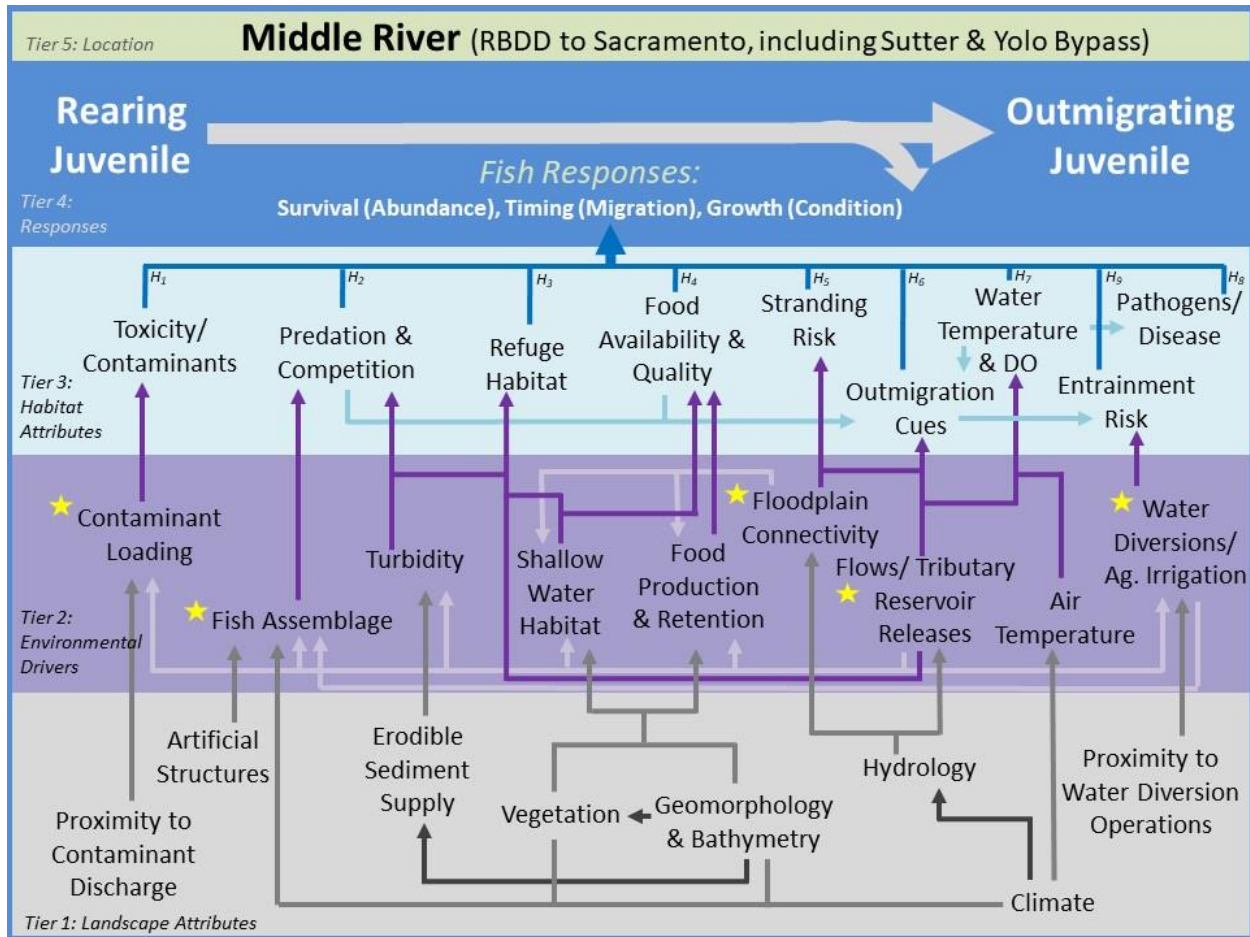 Tier 5: Location
Middle River (RBDD to Sacramento, including Sutter & Yolo Bypass)
Rearing
Juvenile
Outmigrating
Juvenile
Fish Responses:
Survival (Abundance), Timing (Migration), Growth (Condition)
Tier 4:
Responses
H1
H2
H3
H4
H5
H6
H7
H9
H8
Toxicity/
Contaminants
Predation &
Competition
Refuge
Habitat
Food
Availability &
Quality
Stranding
Risk
Outmigration
Cues
Water
Temperature
& DO
Entrainment
Risk
Pathogens/
Disease
Tier 3:
Habitat
Attributes
Contaminant
Loading
Fish Assemblage
Turbidity
Shallow
Water
Habitat
Food
Production
& Retention
Floodplain
Connectivity
Flows/ Tributary
Reservoir
Releases
Air
Temperature
Water
Diversions/
Ag. Irrigation
Tier 2:
Environmental
Drivers
Proximity to
Contaminant
Discharge
Artificial
Structures
Erodible
Sediment
Supply
Vegetation
Geomorphology
& Bathymetry
Hydrology
Climate
Proximity to
Water Diversion
Operations
Tier 1: Landscape Attributes